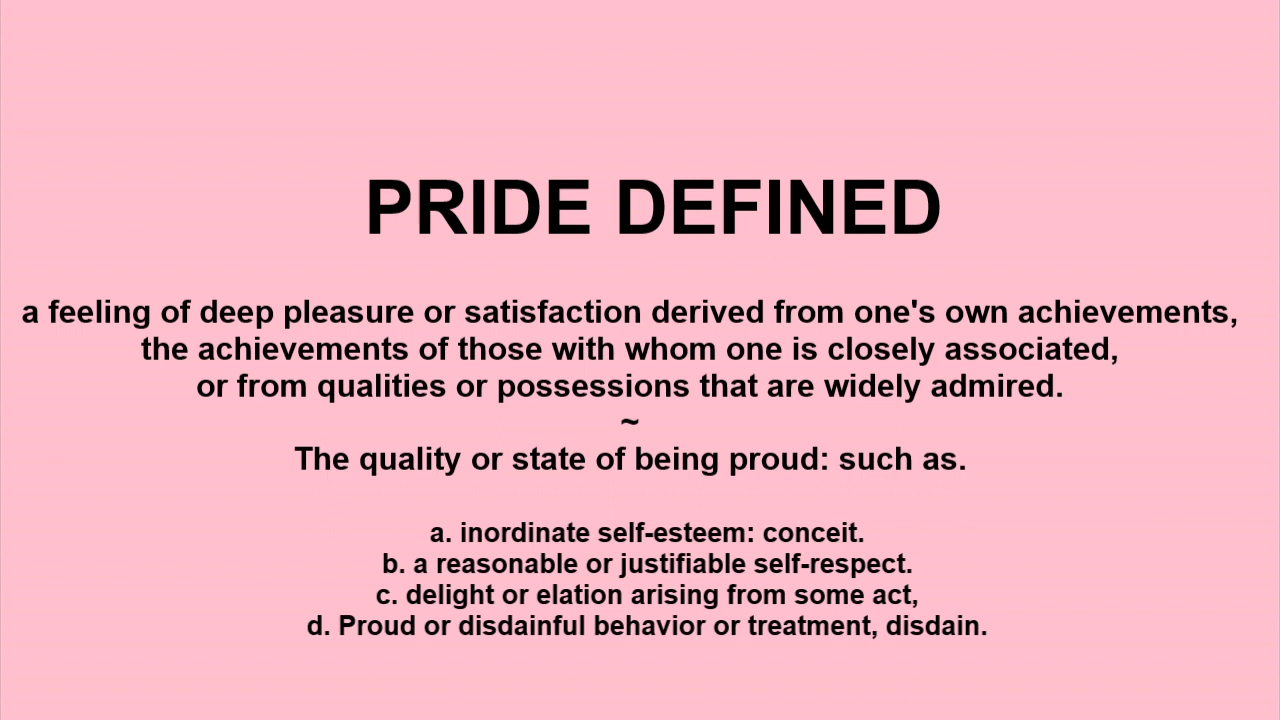 PRIDE DEFINED
a feeling of deep pleasure or satisfaction derived from one's own achievements,
the achievements of those with whom one is closely associated,
or from qualities or possessions that are widely admired.
~
The quality or state of being proud: such as.
a. inordinate self-esteem: conceit.
b. a reasonable or justifiable self-respect.
c. delight or elation arising from some act,
d. Proud or disdainful behavior or treatment, disdain.